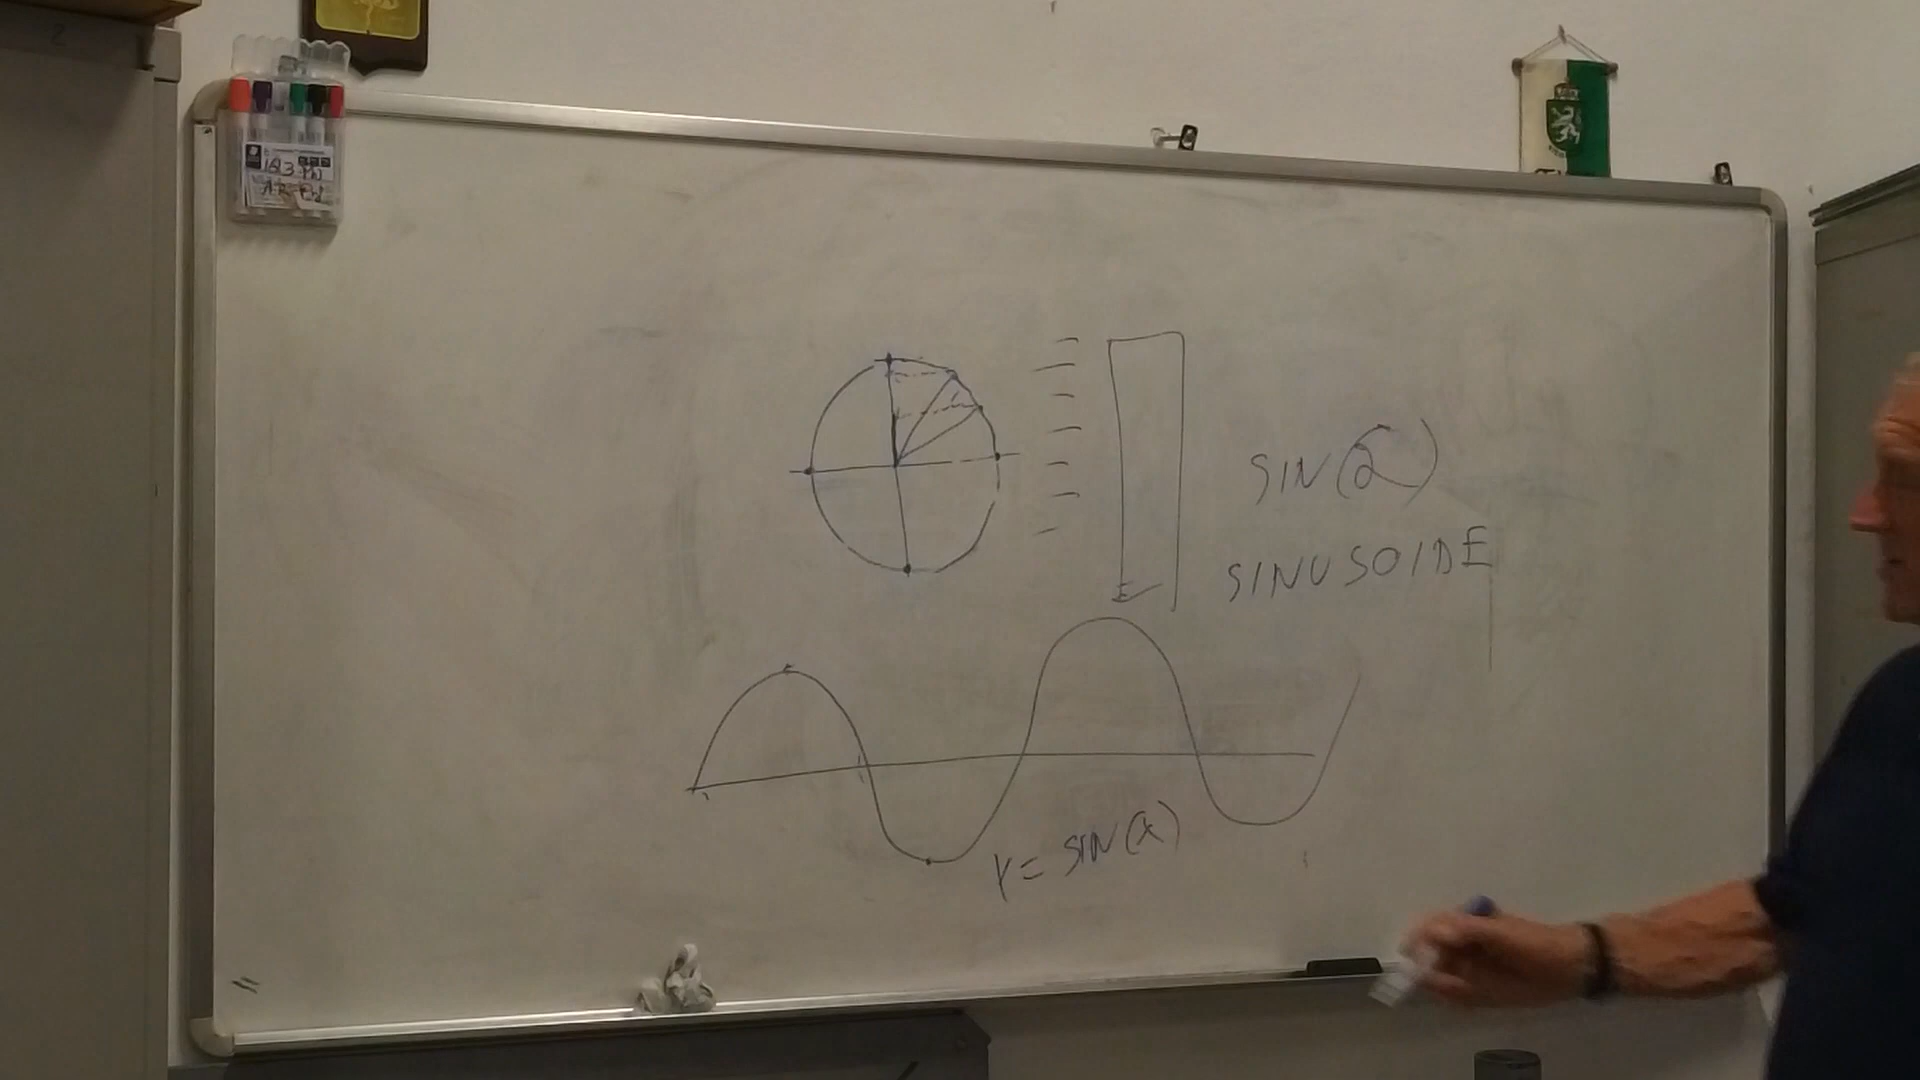 SIN(α)
SINUSOIDE
Y = SIN(x)